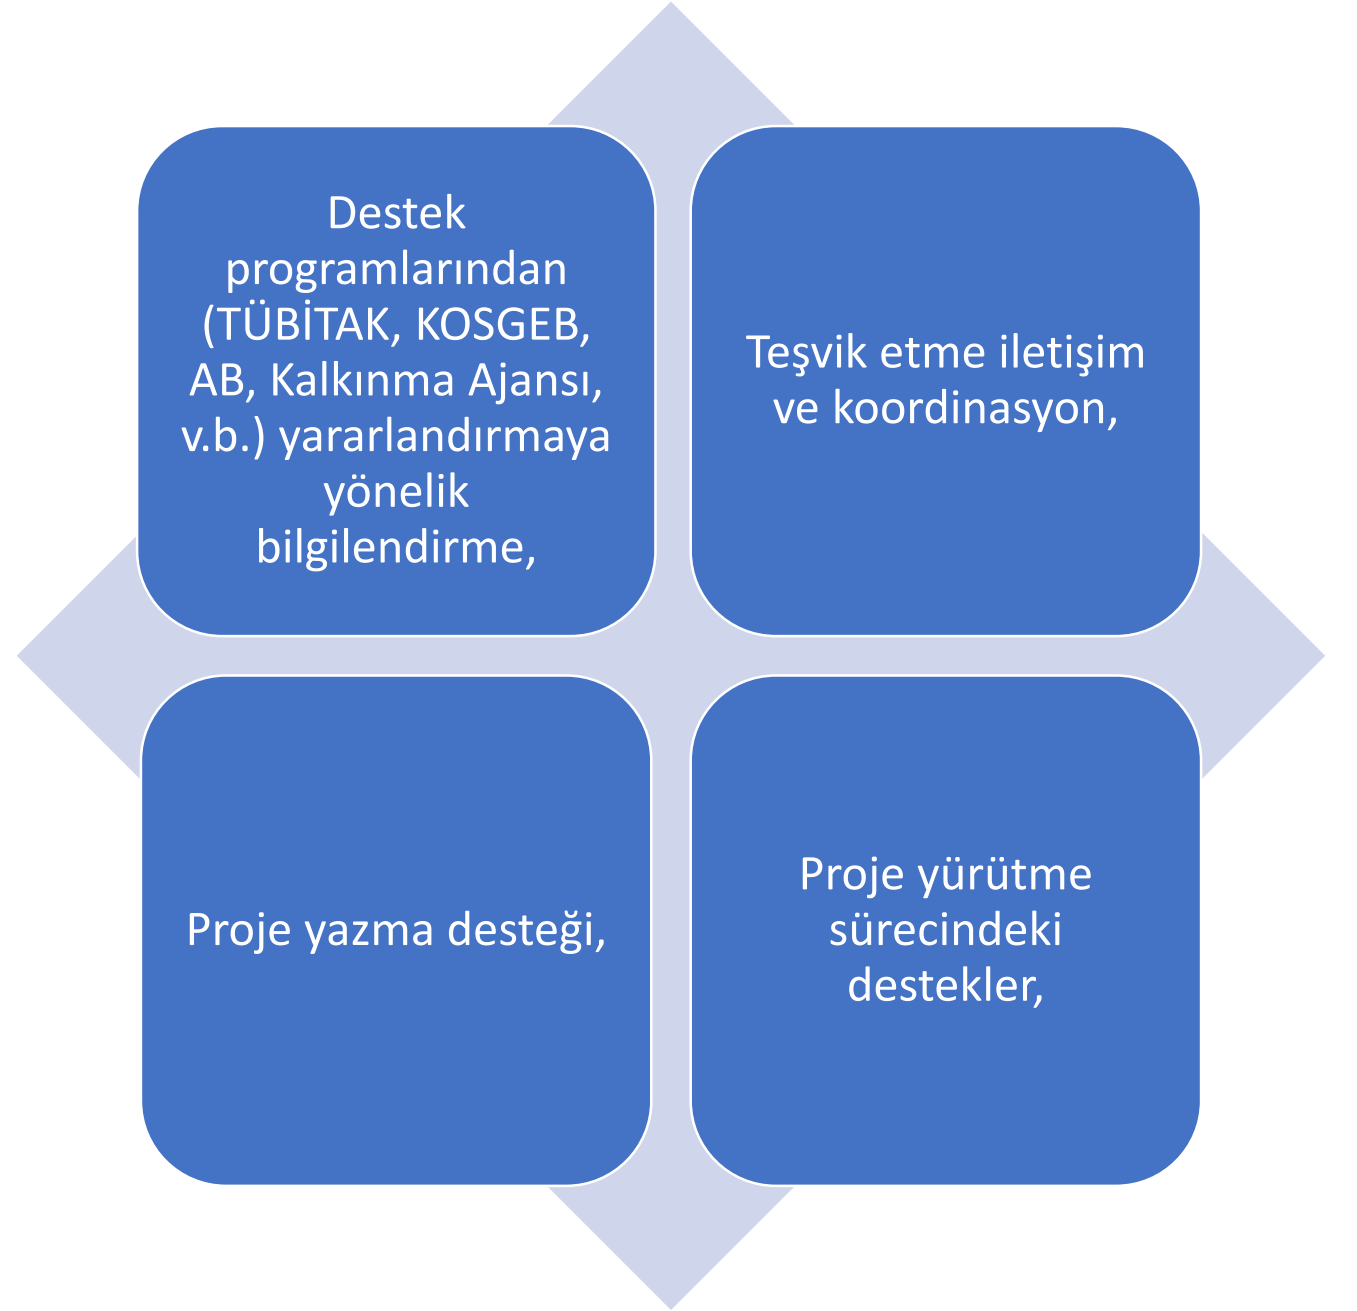 Destek
programlarından
(TÜBİTAK, KOSGEB,
AB, Kalkınma Ajansı,
v.b.) yararlandırmaya
yönelik
bilgilendirme,
Teşvik etme iletişim
ve koordinasyon,
Proje yazma desteği,
Proje yürütme
sürecindeki
destekler,